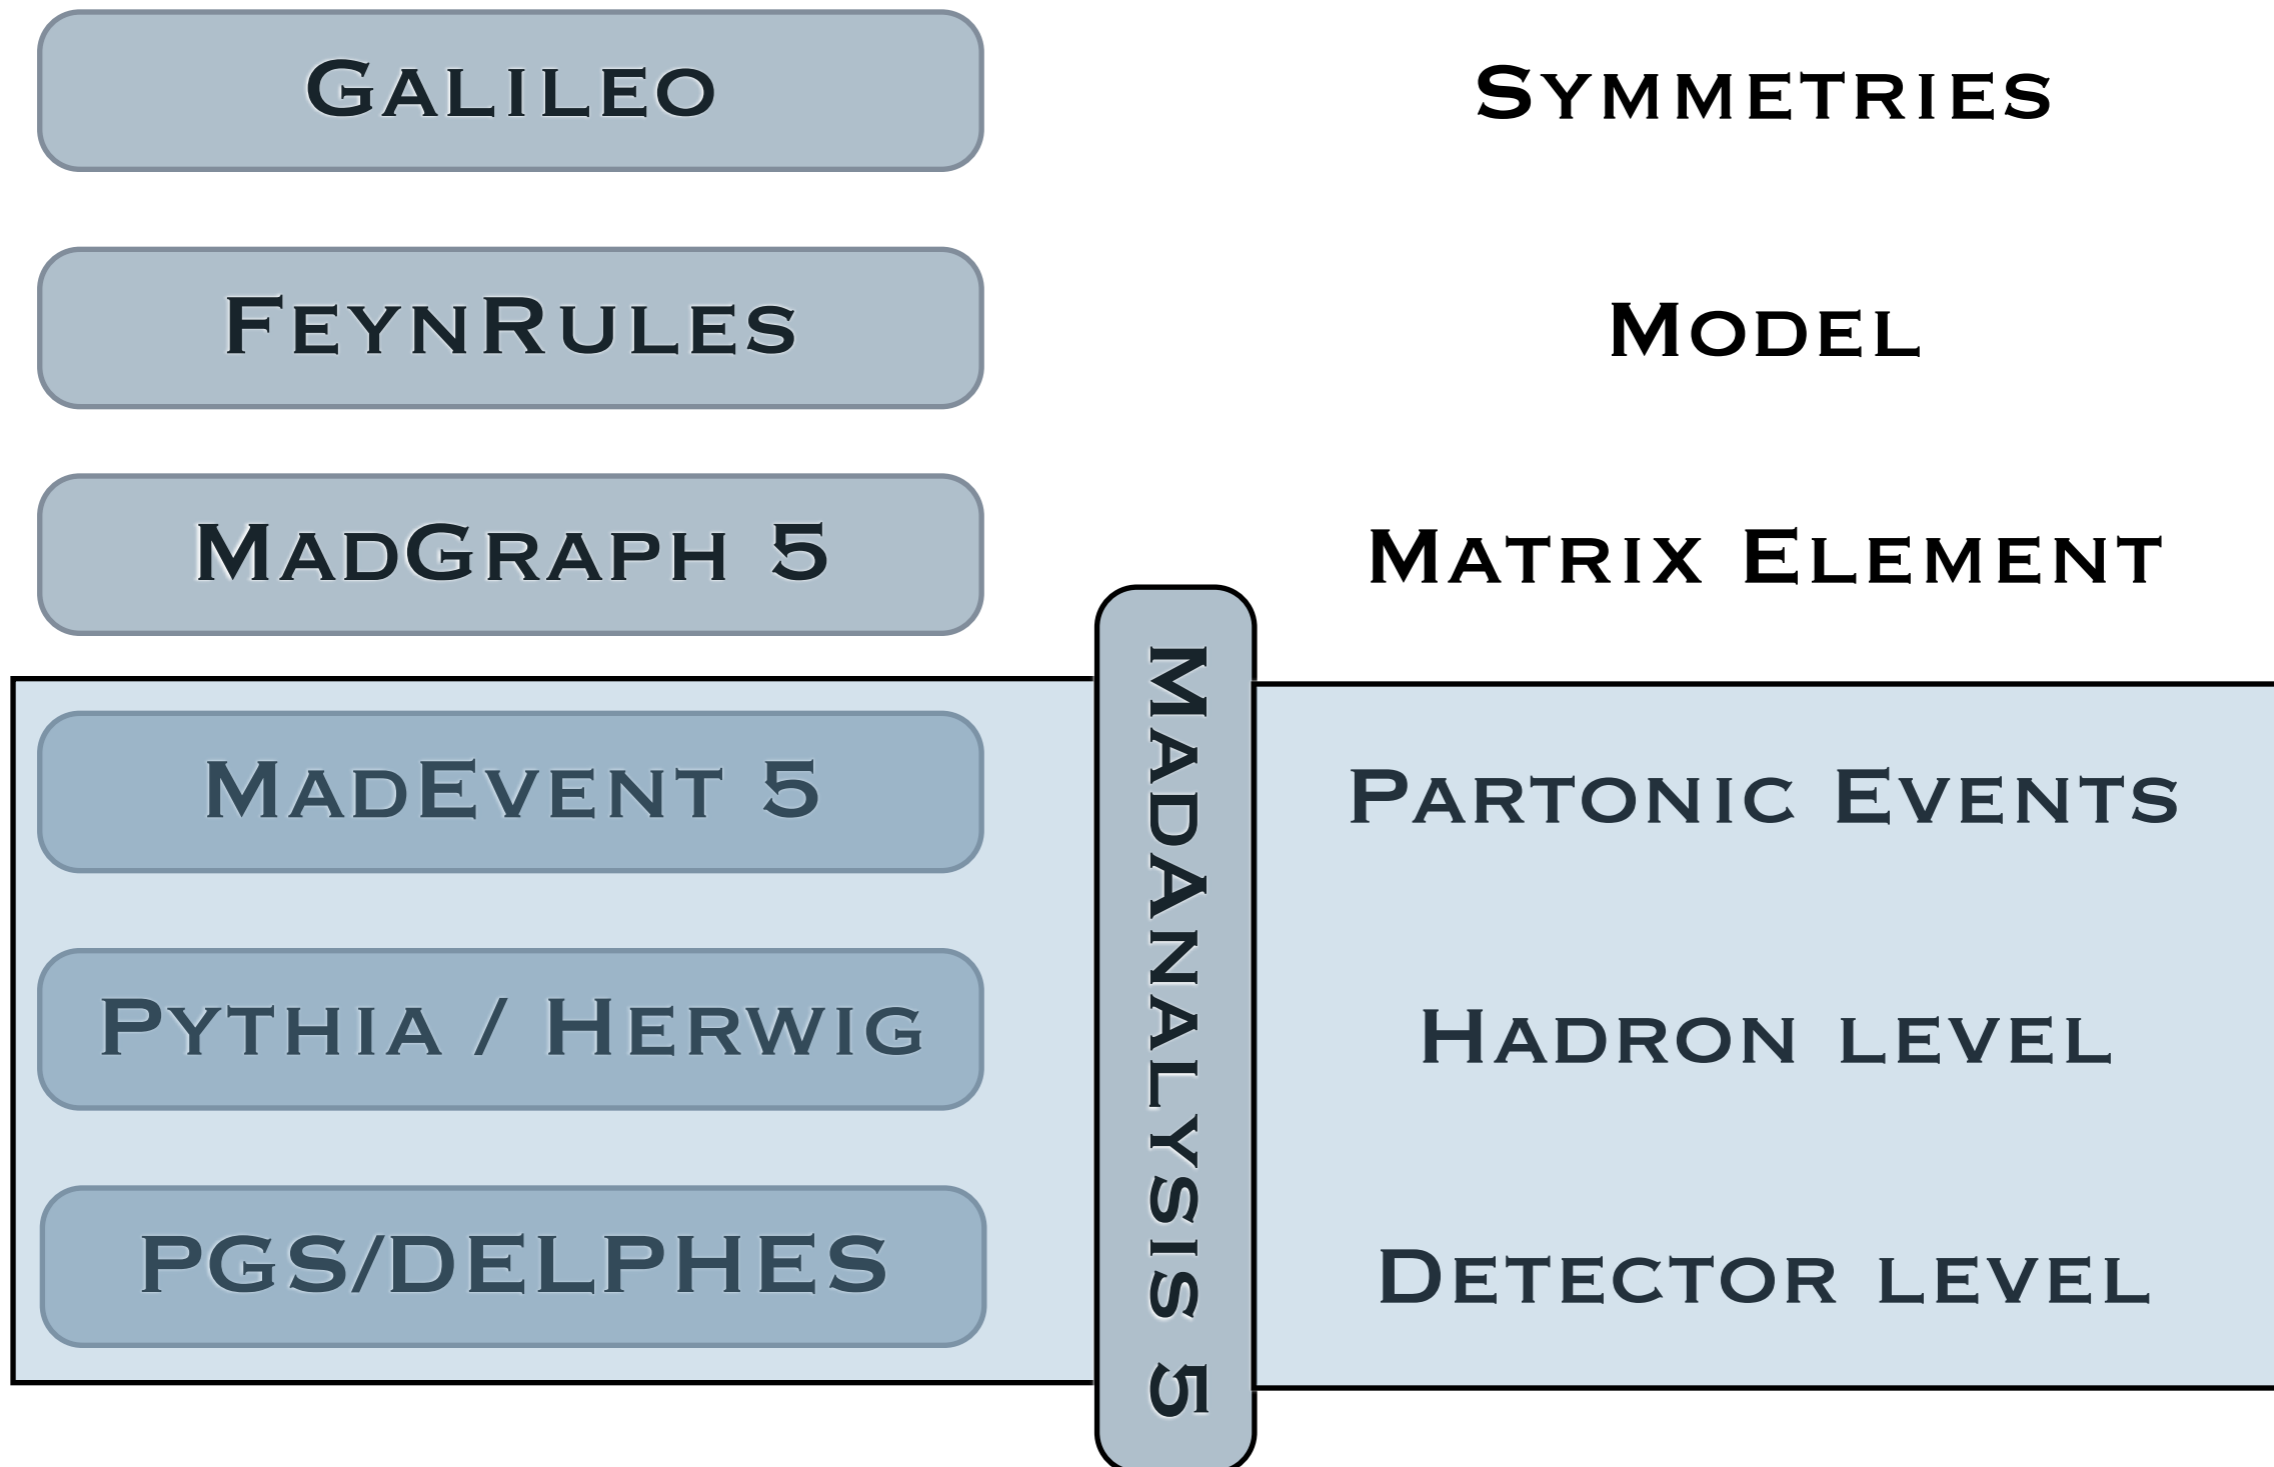 Galileo
Symmetries
FeynRules
Model
MadGraph 5
Matrix Element
MadAnalysis 5
MadEvent 5
Partonic Events
Pythia / Herwig
Hadron level
PGS/DELPHES
Detector level